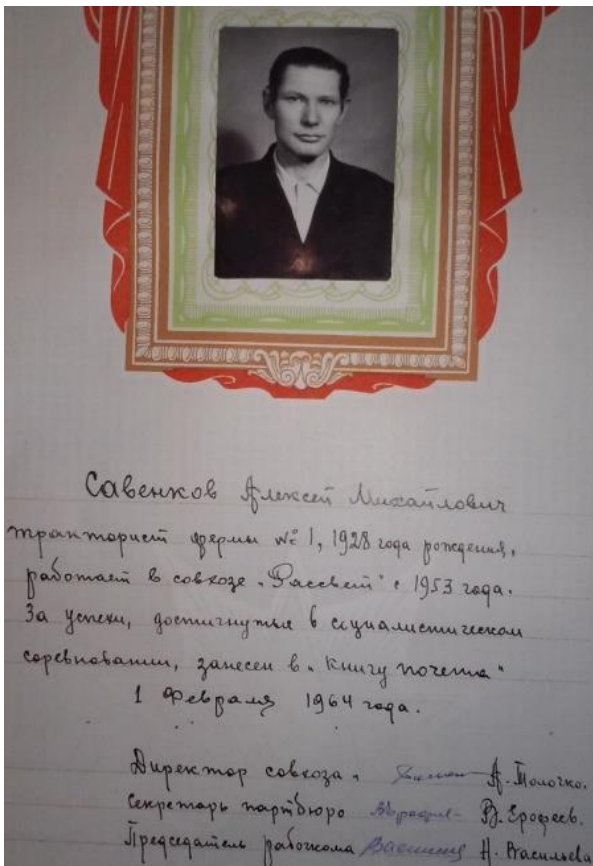 Савенков Алексей Михайлович
тракторист фермы № 1, 1928 года рождения,
работает в совхозе „Рассвет“ с 1953 года.
За успехи, достигнутые в социалистическом
соревновании, занесен в „Книгу почета“
1 Февраля 1964 года.
Директор совхоза. А. Толочко.
Секретарь партбюро В. Ерофеев.
Председатель рабочкома Н. Васильева